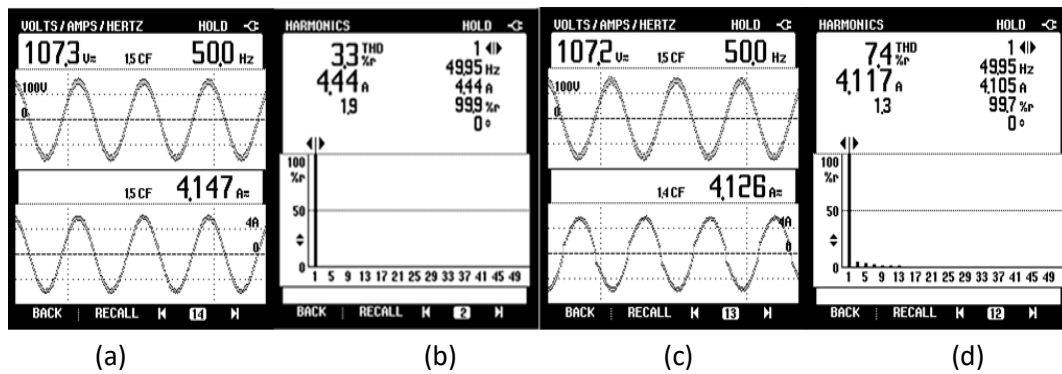 VOLTS/AMPS/HERTZ HOLD
107,3 V≂ 1,5 CF 50,0 Hz
100V
0
1,5 CF 4,147 A≂
4A
0
BACK RECALL 14
HARMONICS HOLD
3,3 THD %r 1
49,95 Hz
4,44 A 4,44 A
1,9 99,9 %r
0 °
100
%r
50
0
1 5 9 13 17 21 25 29 33 37 41 45 49
BACK RECALL 2
VOLTS/AMPS/HERTZ HOLD
107,2 V≂ 1,5 CF 50,0 Hz
100V
0
1,4 CF 4,126 A≂
4A
0
BACK RECALL 13
HARMONICS HOLD
7,4 THD %r 1
49,95 Hz
4,117 A 4,105 A
1,3 99,7 %r
0 °
100
%r
50
0
1 5 9 13 17 21 25 29 33 37 41 45 49
BACK RECALL 12
(a) (b) (c) (d)